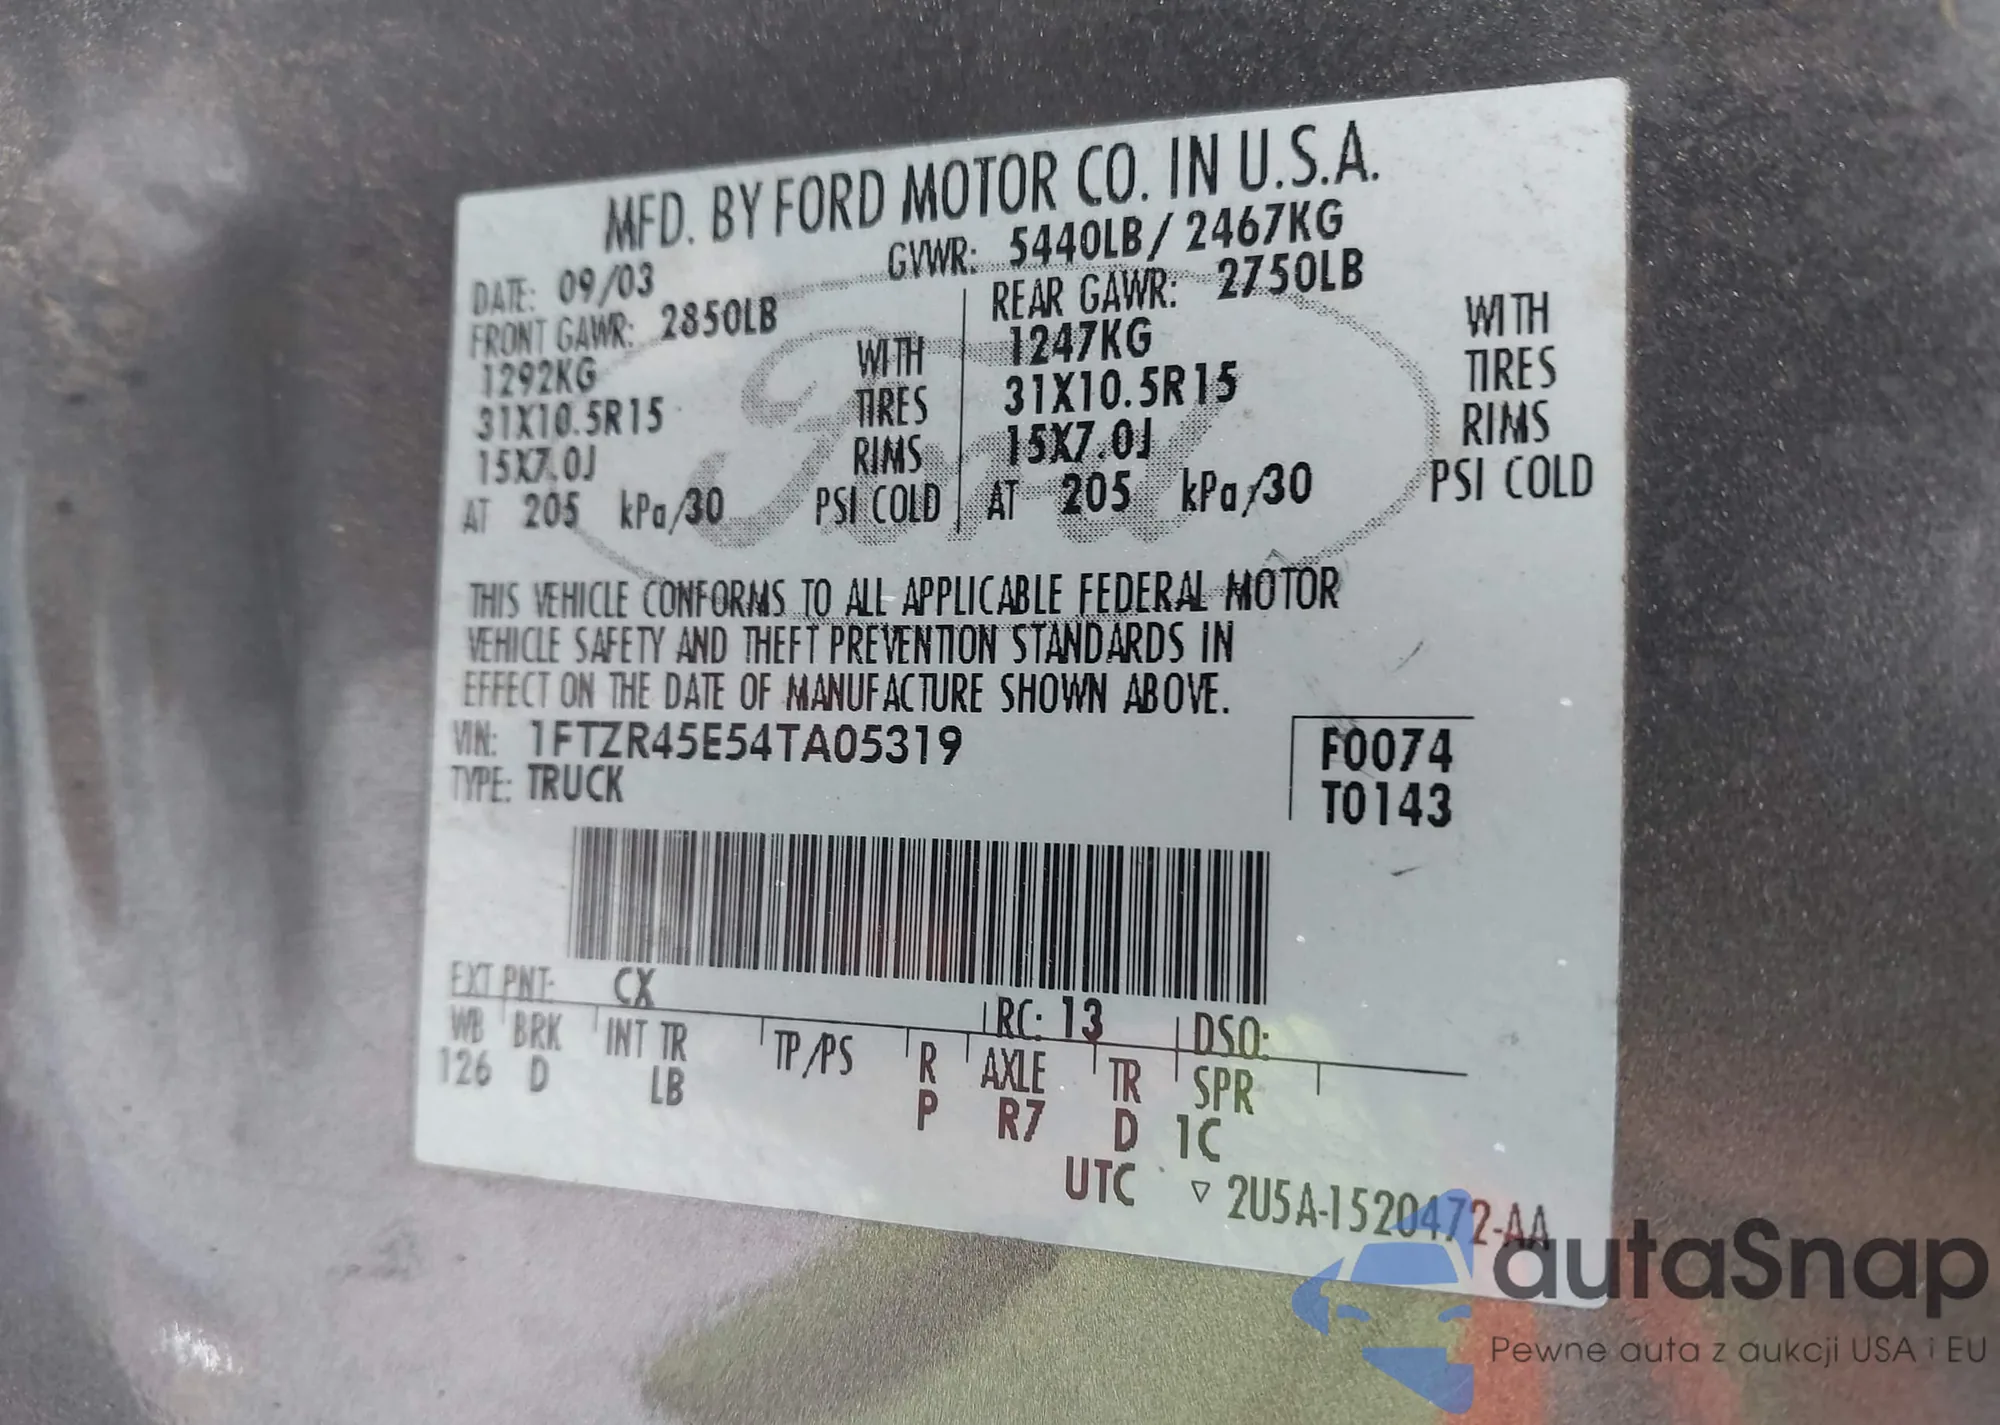 MFD. BY FORD MOTOR CO. IN U.S.A.
DATE: 09/03 GVWR: 5440LB / 2467KG
FRONT GAWR: 2850LB REAR GAWR: 2750LB
1292KG WITH 1247KG WITH
31X10.5R15 TIRES 31X10.5R15 TIRES
15X7.0J RIMS 15X7.0J RIMS
AT 205 kPa/30 PSI COLD AT 205 kPa/30 PSI COLD
Ford
THIS VEHICLE CONFORMS TO ALL APPLICABLE FEDERAL MOTOR
VEHICLE SAFETY AND THEFT PREVENTION STANDARDS IN
EFFECT ON THE DATE OF MANUFACTURE SHOWN ABOVE.
VIN: 1FTZR45E54TA05319 F0074
TYPE: TRUCK T0143
EXT PNT: CX RC: 13 DSO:
WB BRK INT TR TP/PS R AXLE TR SPR
126 D LB P R7 D 1C
UTC ▽ 2U5A-1520472-AA
autaSnap
Pewne auta z aukcji USA i EU